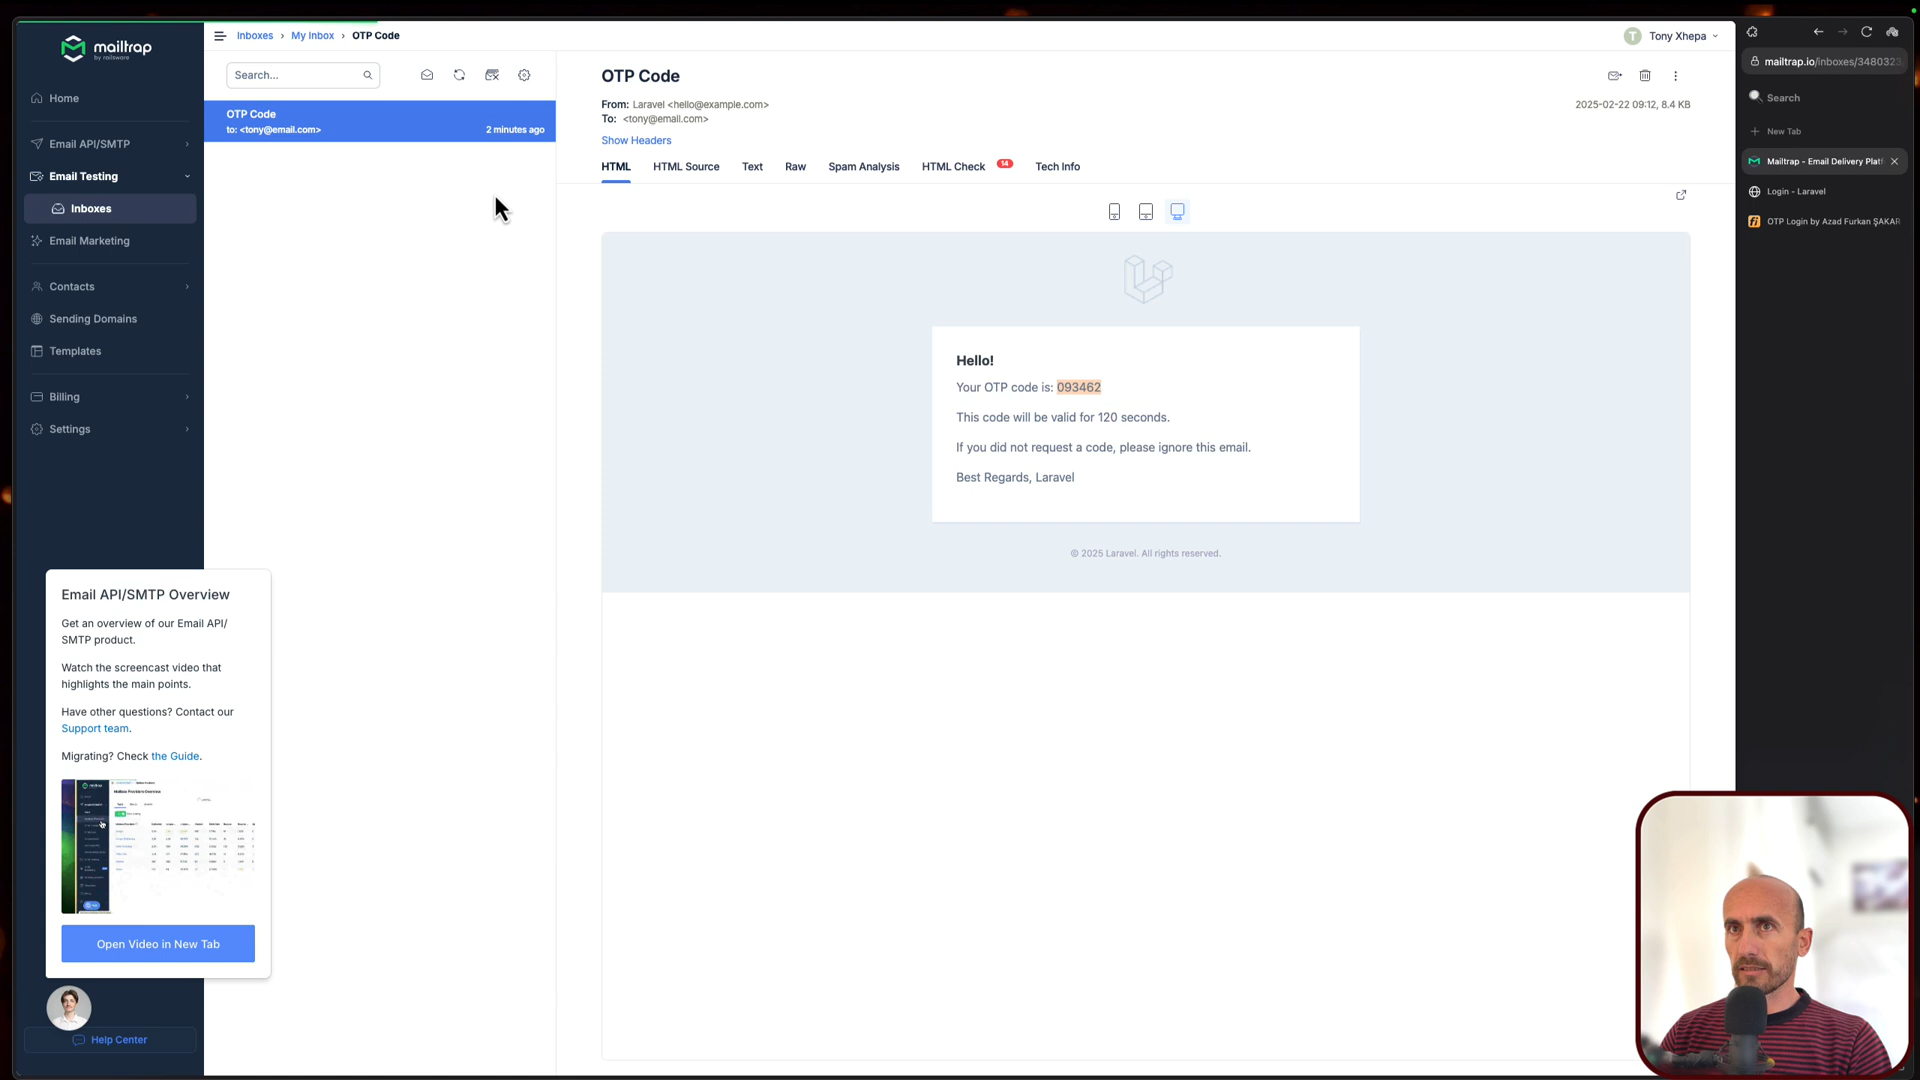 mailtrap
by railsware
Home
Email API/SMTP
Email Testing
Inboxes
Email Marketing
Contacts
Sending Domains
Templates
Billing
Settings
Email API/SMTP Overview
Get an overview of our Email API/
SMTP product.
Watch the screencast video that
highlights the main points.
Have other questions? Contact our
Support team.
Migrating? Check the Guide.
Open Video in New Tab
Help Center
Inboxes › My Inbox › OTP Code
Search...
OTP Code
to: <tony@email.com>
2 minutes ago
Tony Xhepa
T
OTP Code
From: Laravel <hello@example.com>
To: <tony@email.com>
2025-02-22 09:12, 8.4 KB
Show Headers
HTML
HTML Source
Text
Raw
Spam Analysis
HTML Check
14
Tech Info
Hello!
Your OTP code is: 093462
This code will be valid for 120 seconds.
If you did not request a code, please ignore this email.
Best Regards, Laravel
© 2025 Laravel. All rights reserved.
mailtrap.io/inboxes/3480323
Search
New Tab
Mailtrap - Email Delivery Platf
Login - Laravel
OTP Login by Azad Furkan ŞAKAR